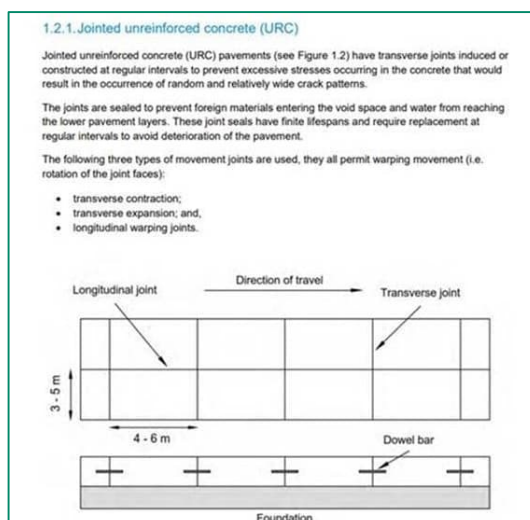 1.2.1. Jointed unreinforced concrete (URC)
Jointed unreinforced concrete (URC) pavements (see Figure 1.2) have transverse joints induced or
constructed at regular intervals to prevent excessive stresses occurring in the concrete that would
result in the occurrence of random and relatively wide crack patterns.
The joints are sealed to prevent foreign materials entering the void space and water from reaching
the lower pavement layers. These joint seals have finite lifespans and require replacement at
regular intervals to avoid deterioration of the pavement.
The following three types of movement joints are used, they all permit warping movement (i.e.
rotation of the joint faces):
• transverse contraction;
• transverse expansion; and,
• longitudinal warping joints.
Direction of travel
Longitudinal joint
Transverse joint
3 - 5 m
4 - 6 m
Dowel bar
Foundation